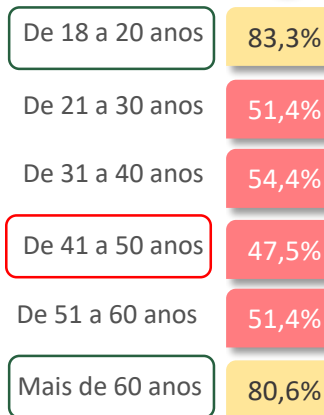 De 18 a 20 anos 83,3%
De 21 a 30 anos 51,4%
De 31 a 40 anos 54,4%
De 41 a 50 anos 47,5%
De 51 a 60 anos 51,4%
Mais de 60 anos 80,6%